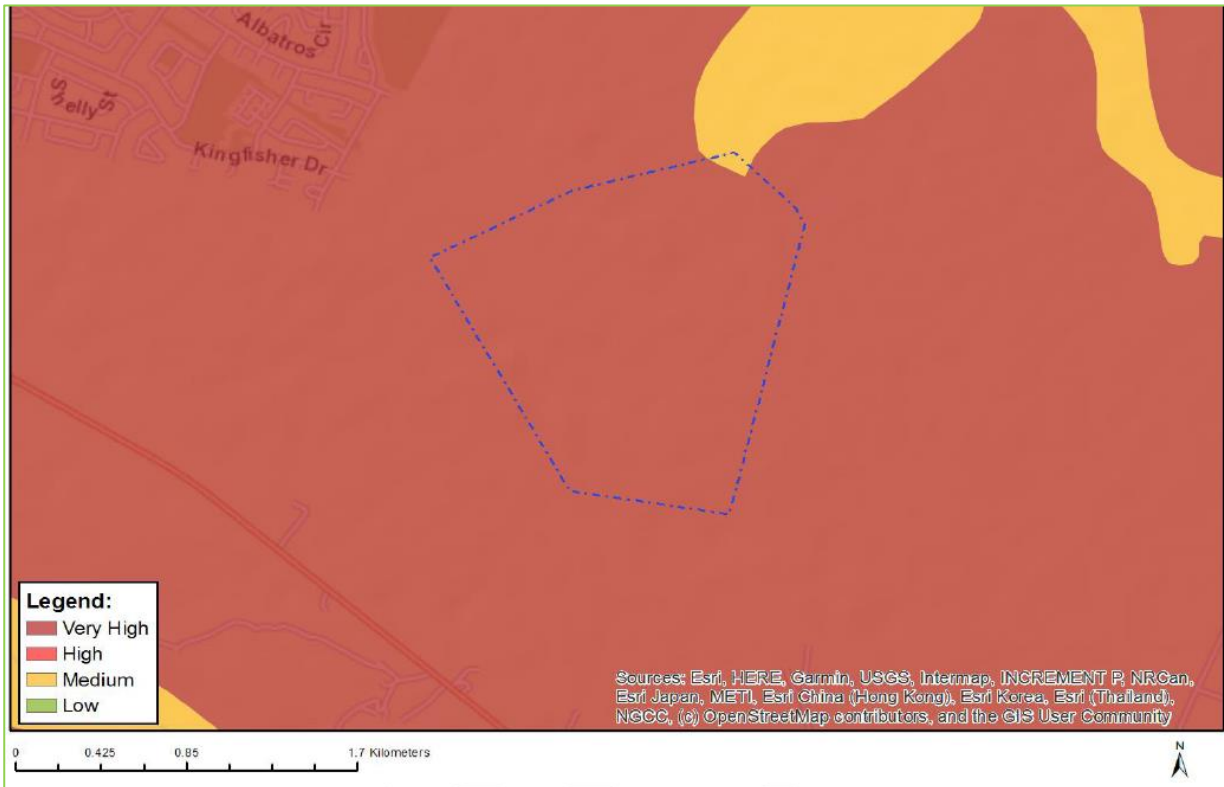 Albatros Cir
elly St
Kingfisher Dr
Legend:
Very High
High
Medium
Low
Sources: Esri, HERE, Garmin, USGS, Intermap, INCREMENT P, NRCan,
Esri Japan, METI, Esri China (Hong Kong), Esri Korea, Esri (Thailand),
NGCC, (c) OpenStreetMap contributors, and the GIS User Community
0 0.425 0.85 1.7 Kilometers
N